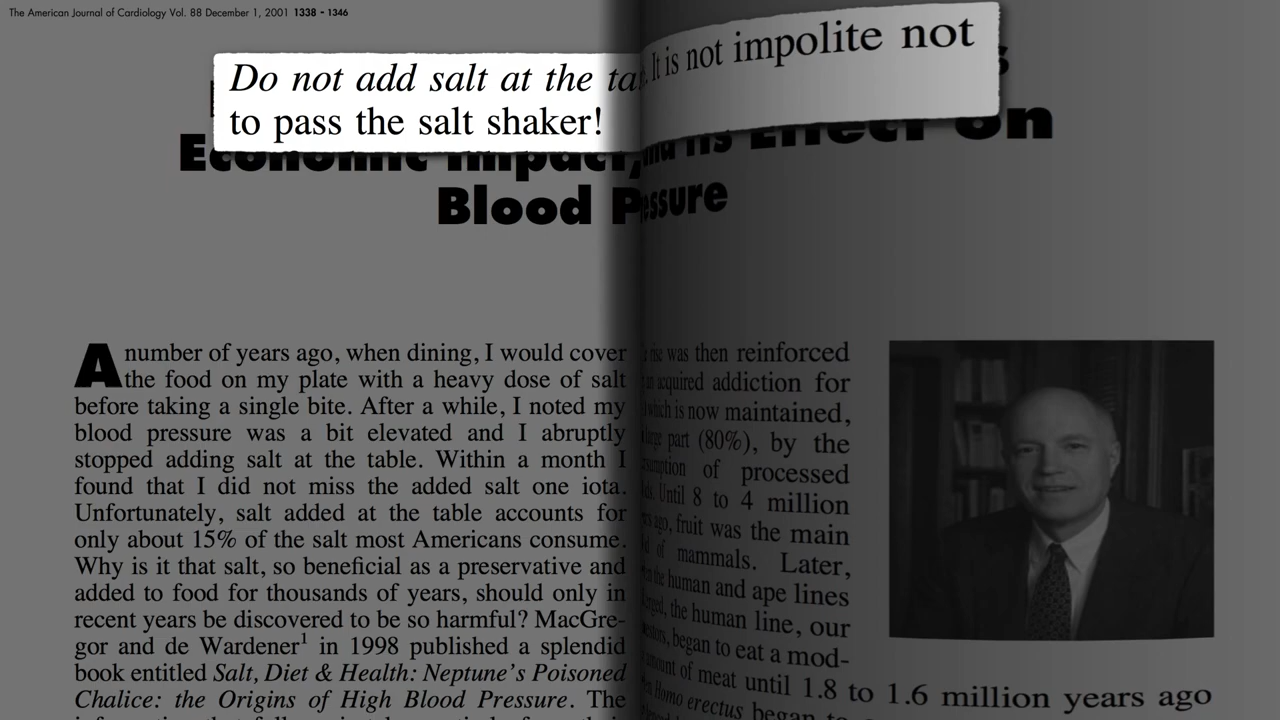 The American Journal of Cardiology Vol. 88 December 1, 2001 1338 - 1346
Do not add salt at the It is not impolite not
to pass the salt shaker!
Economic Impact, Its Effect on
Blood Pressure
A number of years ago, when dining, I would cover
the food on my plate with a heavy dose of salt
before taking a single bite. After a while, I noted my
blood pressure was a bit elevated and I abruptly
stopped adding salt at the table. Within a month I
found that I did not miss the added salt one iota.
Unfortunately, salt added at the table accounts for
only about 15% of the salt most Americans consume.
Why is it that salt, so beneficial as a preservative and
added to food for thousands of years, should only in
recent years be discovered to be so harmful? MacGre-
gor and de Wardener1 in 1998 published a splendid
book entitled Salt, Diet & Health: Neptune's Poisoned
Chalice: the Origins of High Blood Pressure. The
rise was then reinforced
acquired addiction for
which is now maintained,
large part (80%), by the
of processed
Until 8 to 4 million
ago, fruit was the main
of mammals. Later,
the human and ape lines
the human line, our
began to eat a mod-
amount of meat until 1.8 to 1.6 million years ago
Homo erectus began